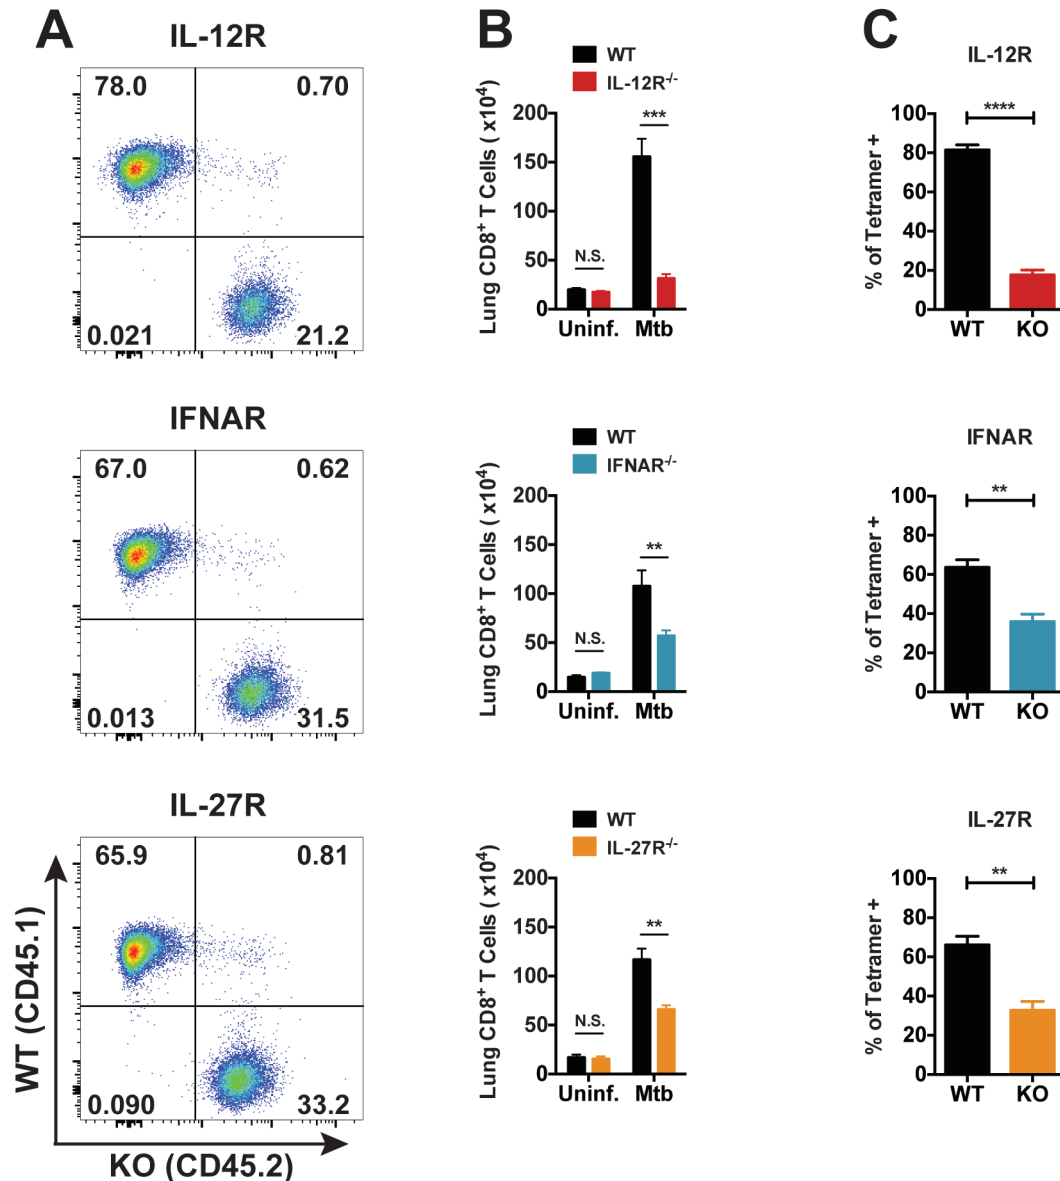 A
IL-12R
78.0
0.70
0.021
21.2
IFNAR
67.0
0.62
0.013
31.5
IL-27R
65.9
0.81
0.090
33.2
WT (CD45.1)
KO (CD45.2)
B
WT
IL-12R-/-
Lung CD8+ T Cells ( x104)
200
150
100
50
0
N.S.
***
Uninf.
Mtb
WT
IFNAR-/-
Lung CD8+ T Cells ( x104)
200
150
100
50
0
N.S.
**
Uninf.
Mtb
WT
IL-27R-/-
Lung CD8+ T Cells ( x104)
200
150
100
50
0
N.S.
**
Uninf.
Mtb
C
IL-12R
% of Tetramer +
100
80
60
40
20
0
****
WT
KO
IFNAR
% of Tetramer +
100
80
60
40
20
0
**
WT
KO
IL-27R
% of Tetramer +
100
80
60
40
20
0
**
WT
KO